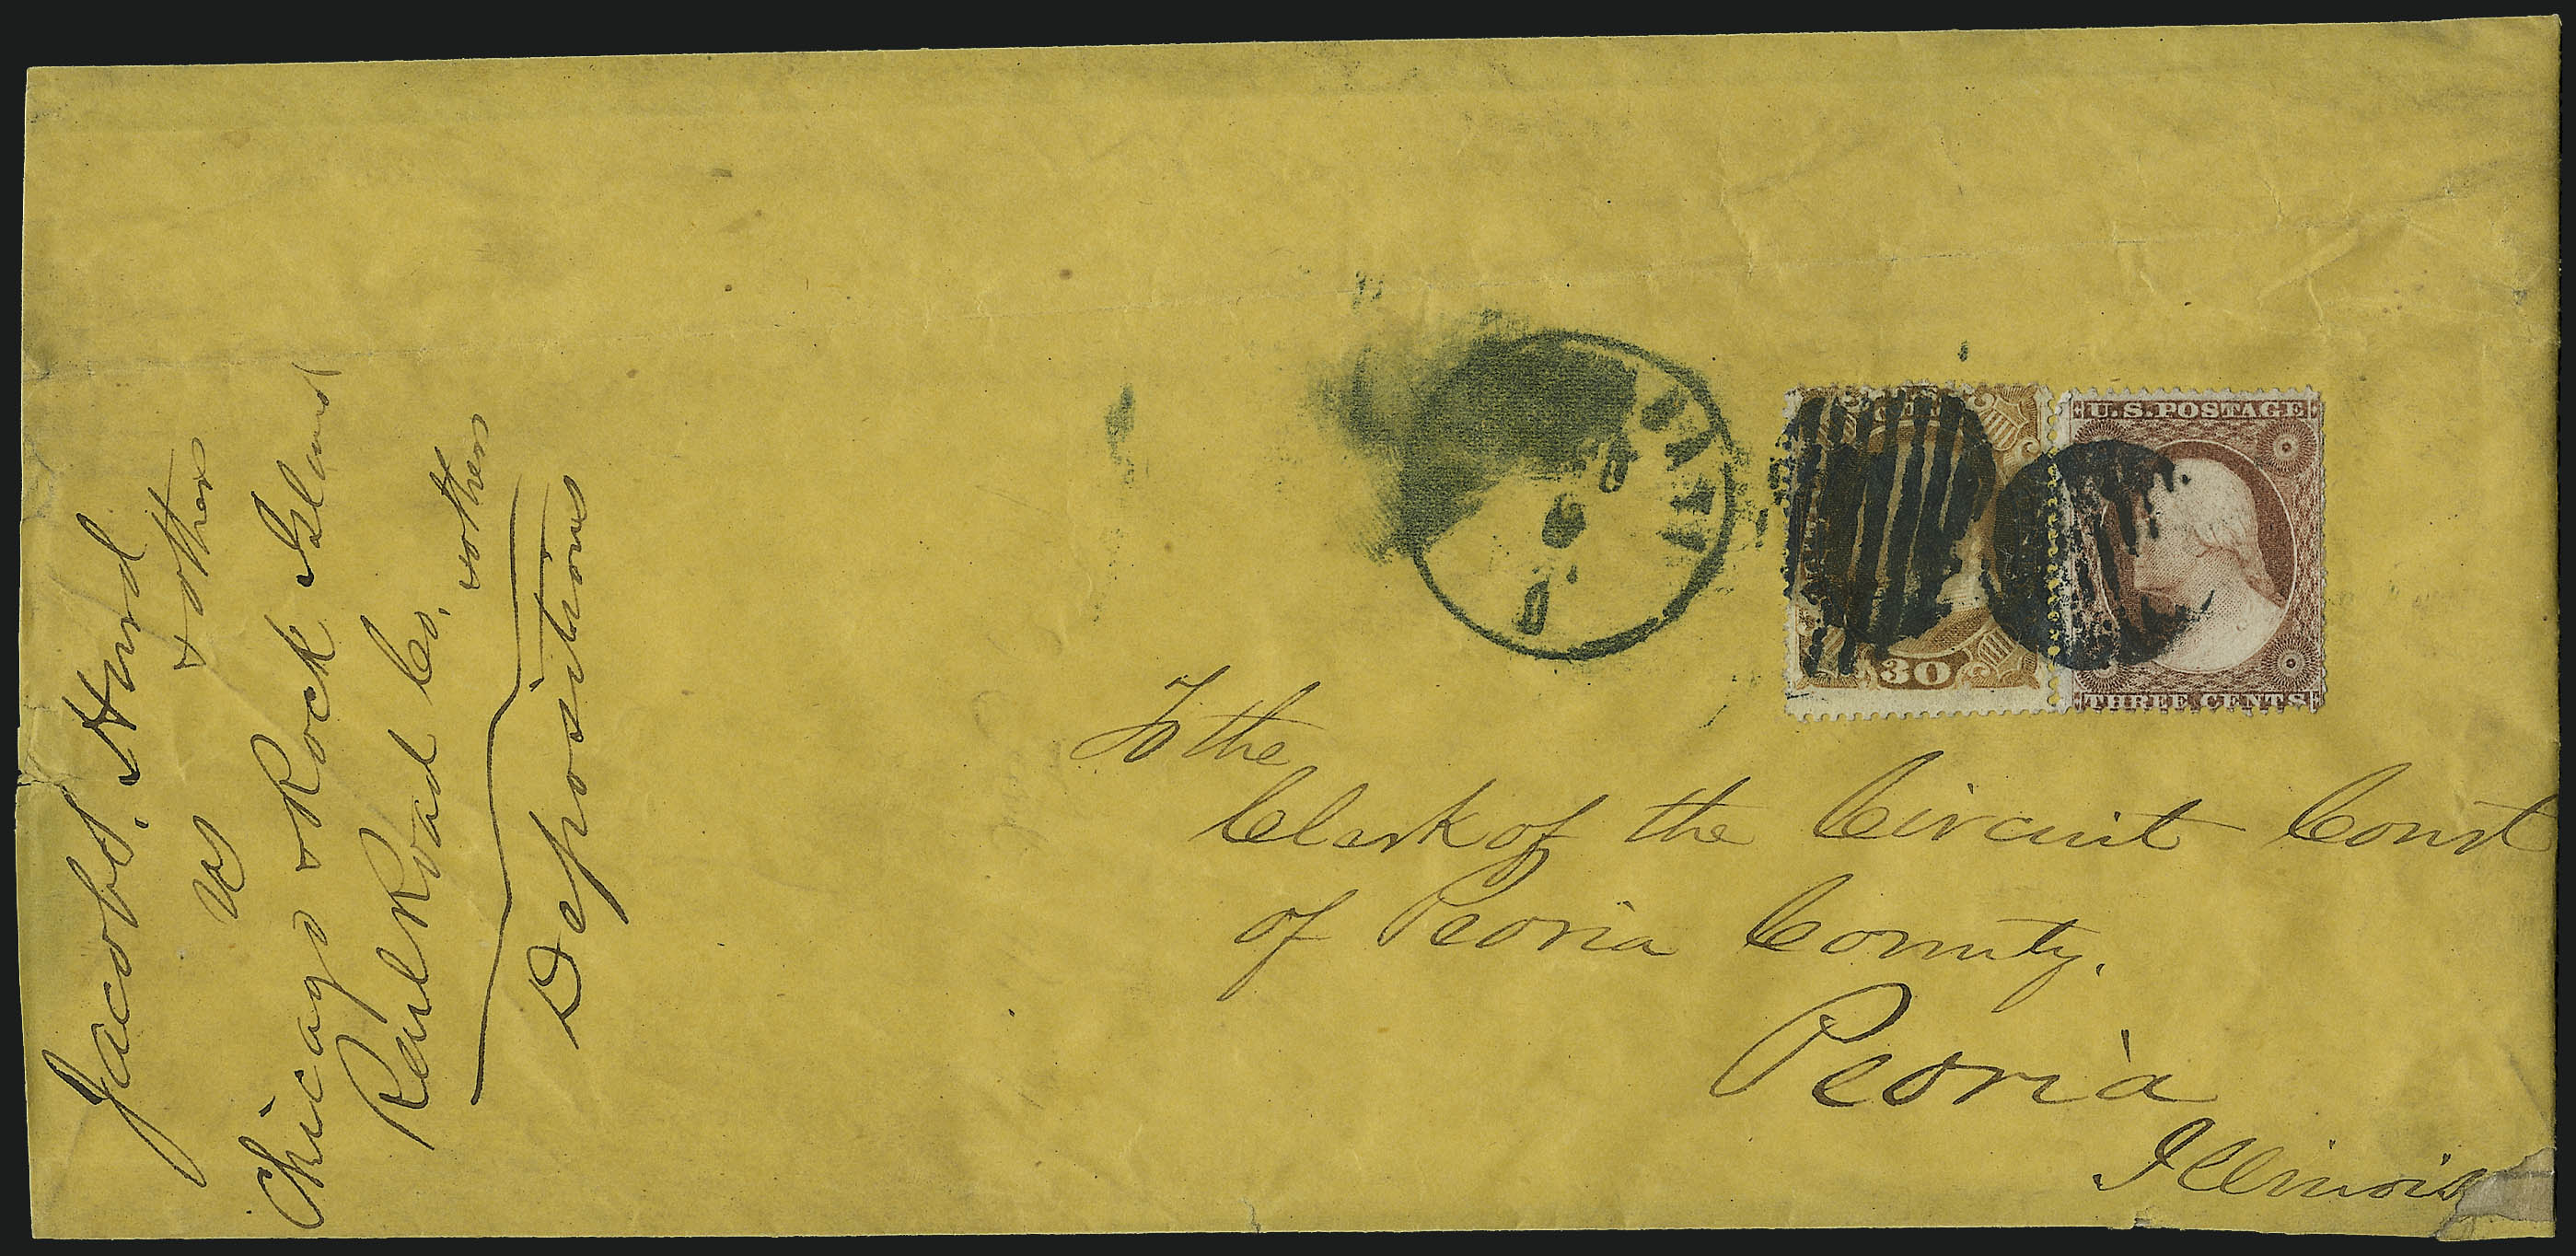 Jacob S. Hurd
& others
vs
Chicago & Rock Island
Rail Road Co. & others
Depositions
U.S. POSTAGE
30
THREE CENTS
To the
Clerk of the Circuit Court
of Peoria County.
Peoria
Illinois